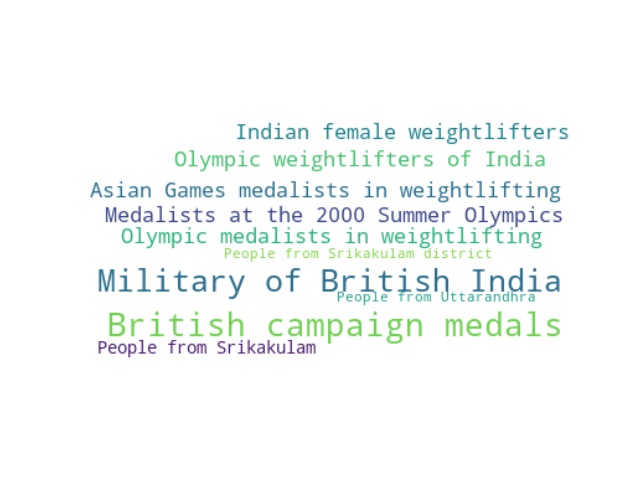 Indian female weightlifters
Olympic weightlifters of India
Asian Games medalists in weightlifting
Medalists at the 2000 Summer Olympics
Olympic medalists in weightlifting
People from Srikakulam district
Military of British India
People from Uttarandhra
British campaign medals
People from Srikakulam